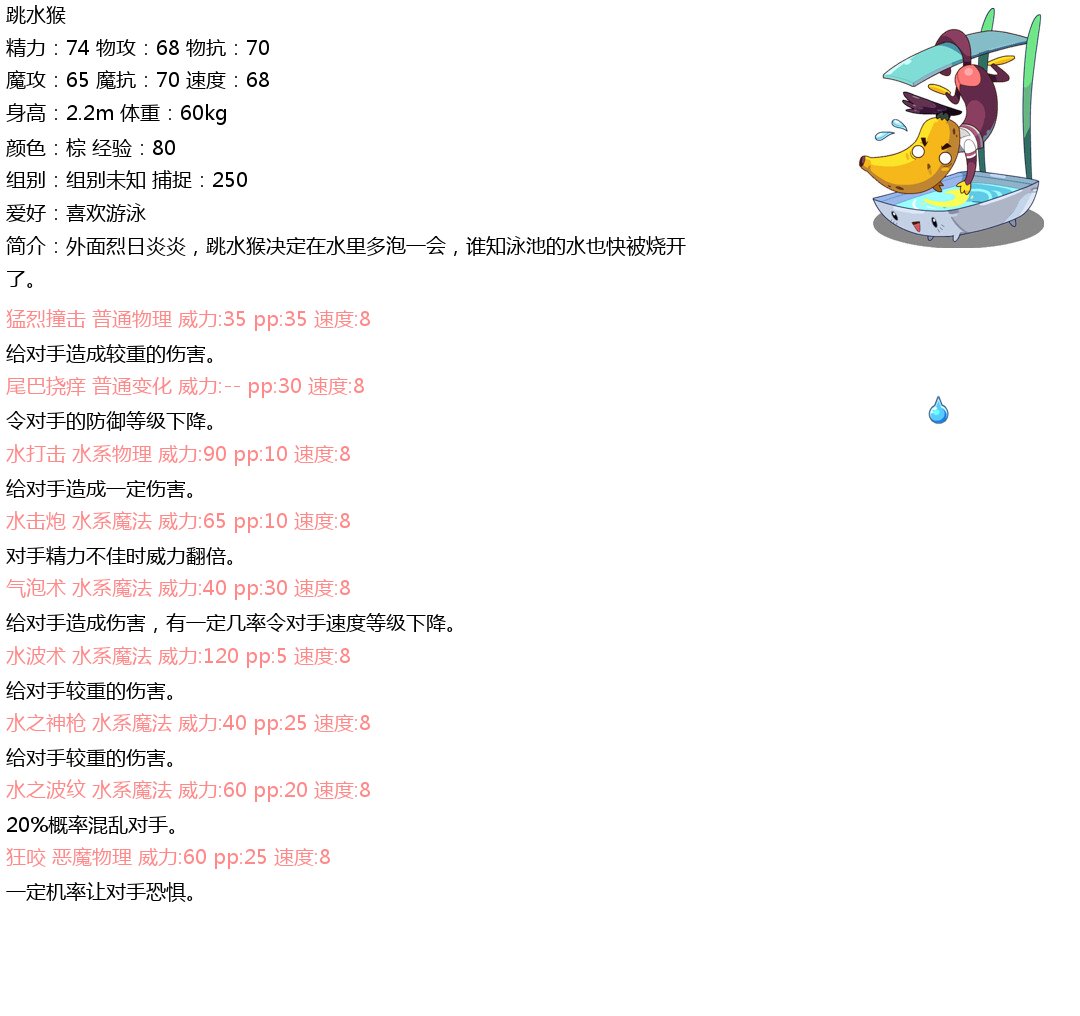 跳水猴
精力：74 物攻：68 物抗：70
魔攻：65 魔抗：70 速度：68
身高：2.2m 体重：60kg
颜色：棕 经验：80
组别：组别未知 捕捉：250
爱好：喜欢游泳
简介：外面烈日炎炎，跳水猴决定在水里多泡一会，谁知泳池的水也快被烧开
了。
猛烈撞击 普通物理 威力:35 pp:35 速度:8
给对手造成较重的伤害。
尾巴挠痒 普通变化 威力:-- pp:30 速度:8
令对手的防御等级下降。
水打击 水系物理 威力:90 pp:10 速度:8
给对手造成一定伤害。
水击炮 水系魔法 威力:65 pp:10 速度:8
对手精力不佳时威力翻倍。
气泡术 水系魔法 威力:40 pp:30 速度:8
给对手造成伤害，有一定几率令对手速度等级下降。
水波术 水系魔法 威力:120 pp:5 速度:8
给对手较重的伤害。
水之神枪 水系魔法 威力:40 pp:25 速度:8
给对手较重的伤害。
水之波纹 水系魔法 威力:60 pp:20 速度:8
20%概率混乱对手。
狂咬 恶魔物理 威力:60 pp:25 速度:8
一定机率让对手恐惧。